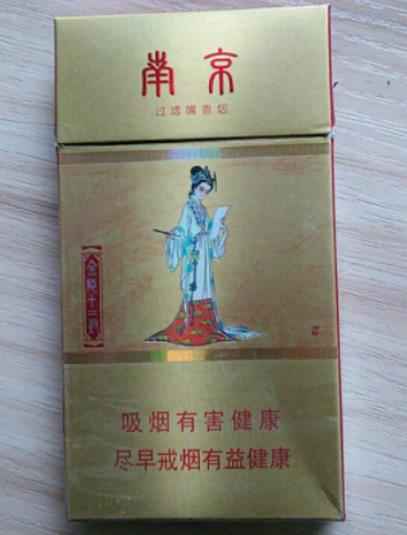 南京
过滤嘴香烟
金陵十二钗
吸烟有害健康
尽早戒烟有益健康